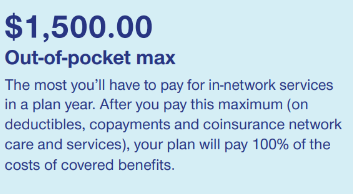 $1,500.00
Out-of-pocket max
The most you’ll have to pay for in-network services
in a plan year. After you pay this maximum (on
deductibles, copayments and coinsurance network
care and services), your plan will pay 100% of the
costs of covered benefits.